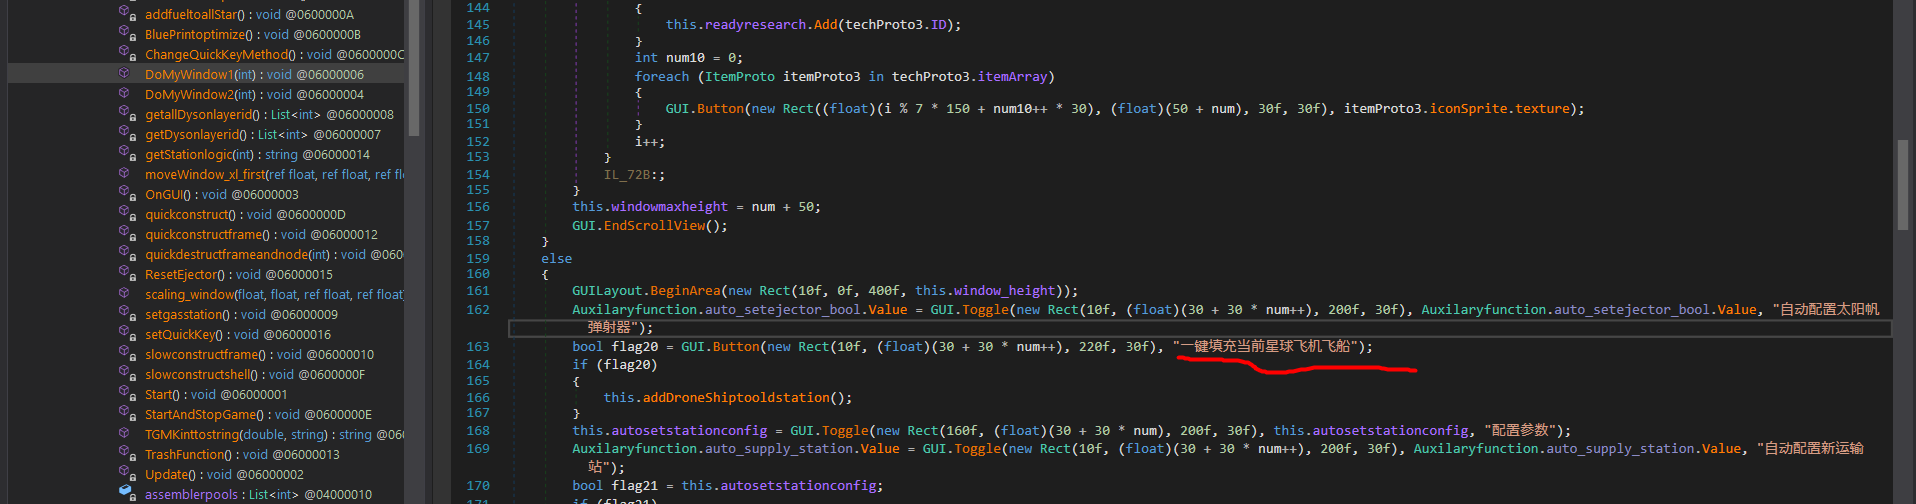 addfueltoallStar() : void @0600000A
BluePrintoptimize() : void @0600000B
ChangeQuickKeyMethod() : void @0600000C
DoMyWindow1(int) : void @06000006
DoMyWindow2(int) : void @06000004
getallDysonlayerid() : List<int> @06000008
getDysonlayerid() : List<int> @06000007
getStationlogic(int) : string @06000014
moveWindow_xl_first(ref float, ref float, ref fl
OnGUI() : void @06000003
quickconstruct() : void @0600000D
quickconstructframe() : void @06000012
quickdestructframeandnode(int) : void @060
ResetEjector() : void @06000015
scaling_window(float, float, ref float, ref float)
setgasstation() : void @06000009
setQuickKey() : void @06000016
slowconstructframe() : void @06000010
slowconstructshell() : void @0600000F
Start() : void @06000001
StartAndStopGame() : void @0600000E
TGMKinttostring(double, string) : string @06
TrashFunction() : void @06000013
Update() : void @06000002
assemblerpools : List<int> @04000010
144 {
145 this.readyresearch.Add(techProto3.ID);
146 }
147 int num10 = 0;
148 foreach (ItemProto itemProto3 in techProto3.itemArray)
149 {
150 GUI.Button(new Rect((float)(i % 7 * 150 + num10++ * 30), (float)(50 + num), 30f, 30f), itemProto3.iconSprite.texture);
151 }
152 i++;
153 }
154 IL_72B:;
155 }
156 this.windowmaxheight = num + 50;
157 GUI.EndScrollView();
158 }
159 else
160 {
161 GUILayout.BeginArea(new Rect(10f, 0f, 400f, this.window_height));
162 Auxilaryfunction.auto_setejector_bool.Value = GUI.Toggle(new Rect(10f, (float)(30 + 30 * num++), 200f, 30f), Auxilaryfunction.auto_setejector_bool.Value, "自动配置太阳帆
弹射器");
163 bool flag20 = GUI.Button(new Rect(10f, (float)(30 + 30 * num++), 220f, 30f), "一键填充当前星球飞机飞船");
164 if (flag20)
165 {
166 this.addDroneShiptooldstation();
167 }
168 this.autosetstationconfig = GUI.Toggle(new Rect(160f, (float)(30 + 30 * num), 200f, 30f), this.autosetstationconfig, "配置参数");
169 Auxilaryfunction.auto_supply_station.Value = GUI.Toggle(new Rect(10f, (float)(30 + 30 * num++), 200f, 30f), Auxilaryfunction.auto_supply_station.Value, "自动配置新运输
站");
170 bool flag21 = this.autosetstationconfig;